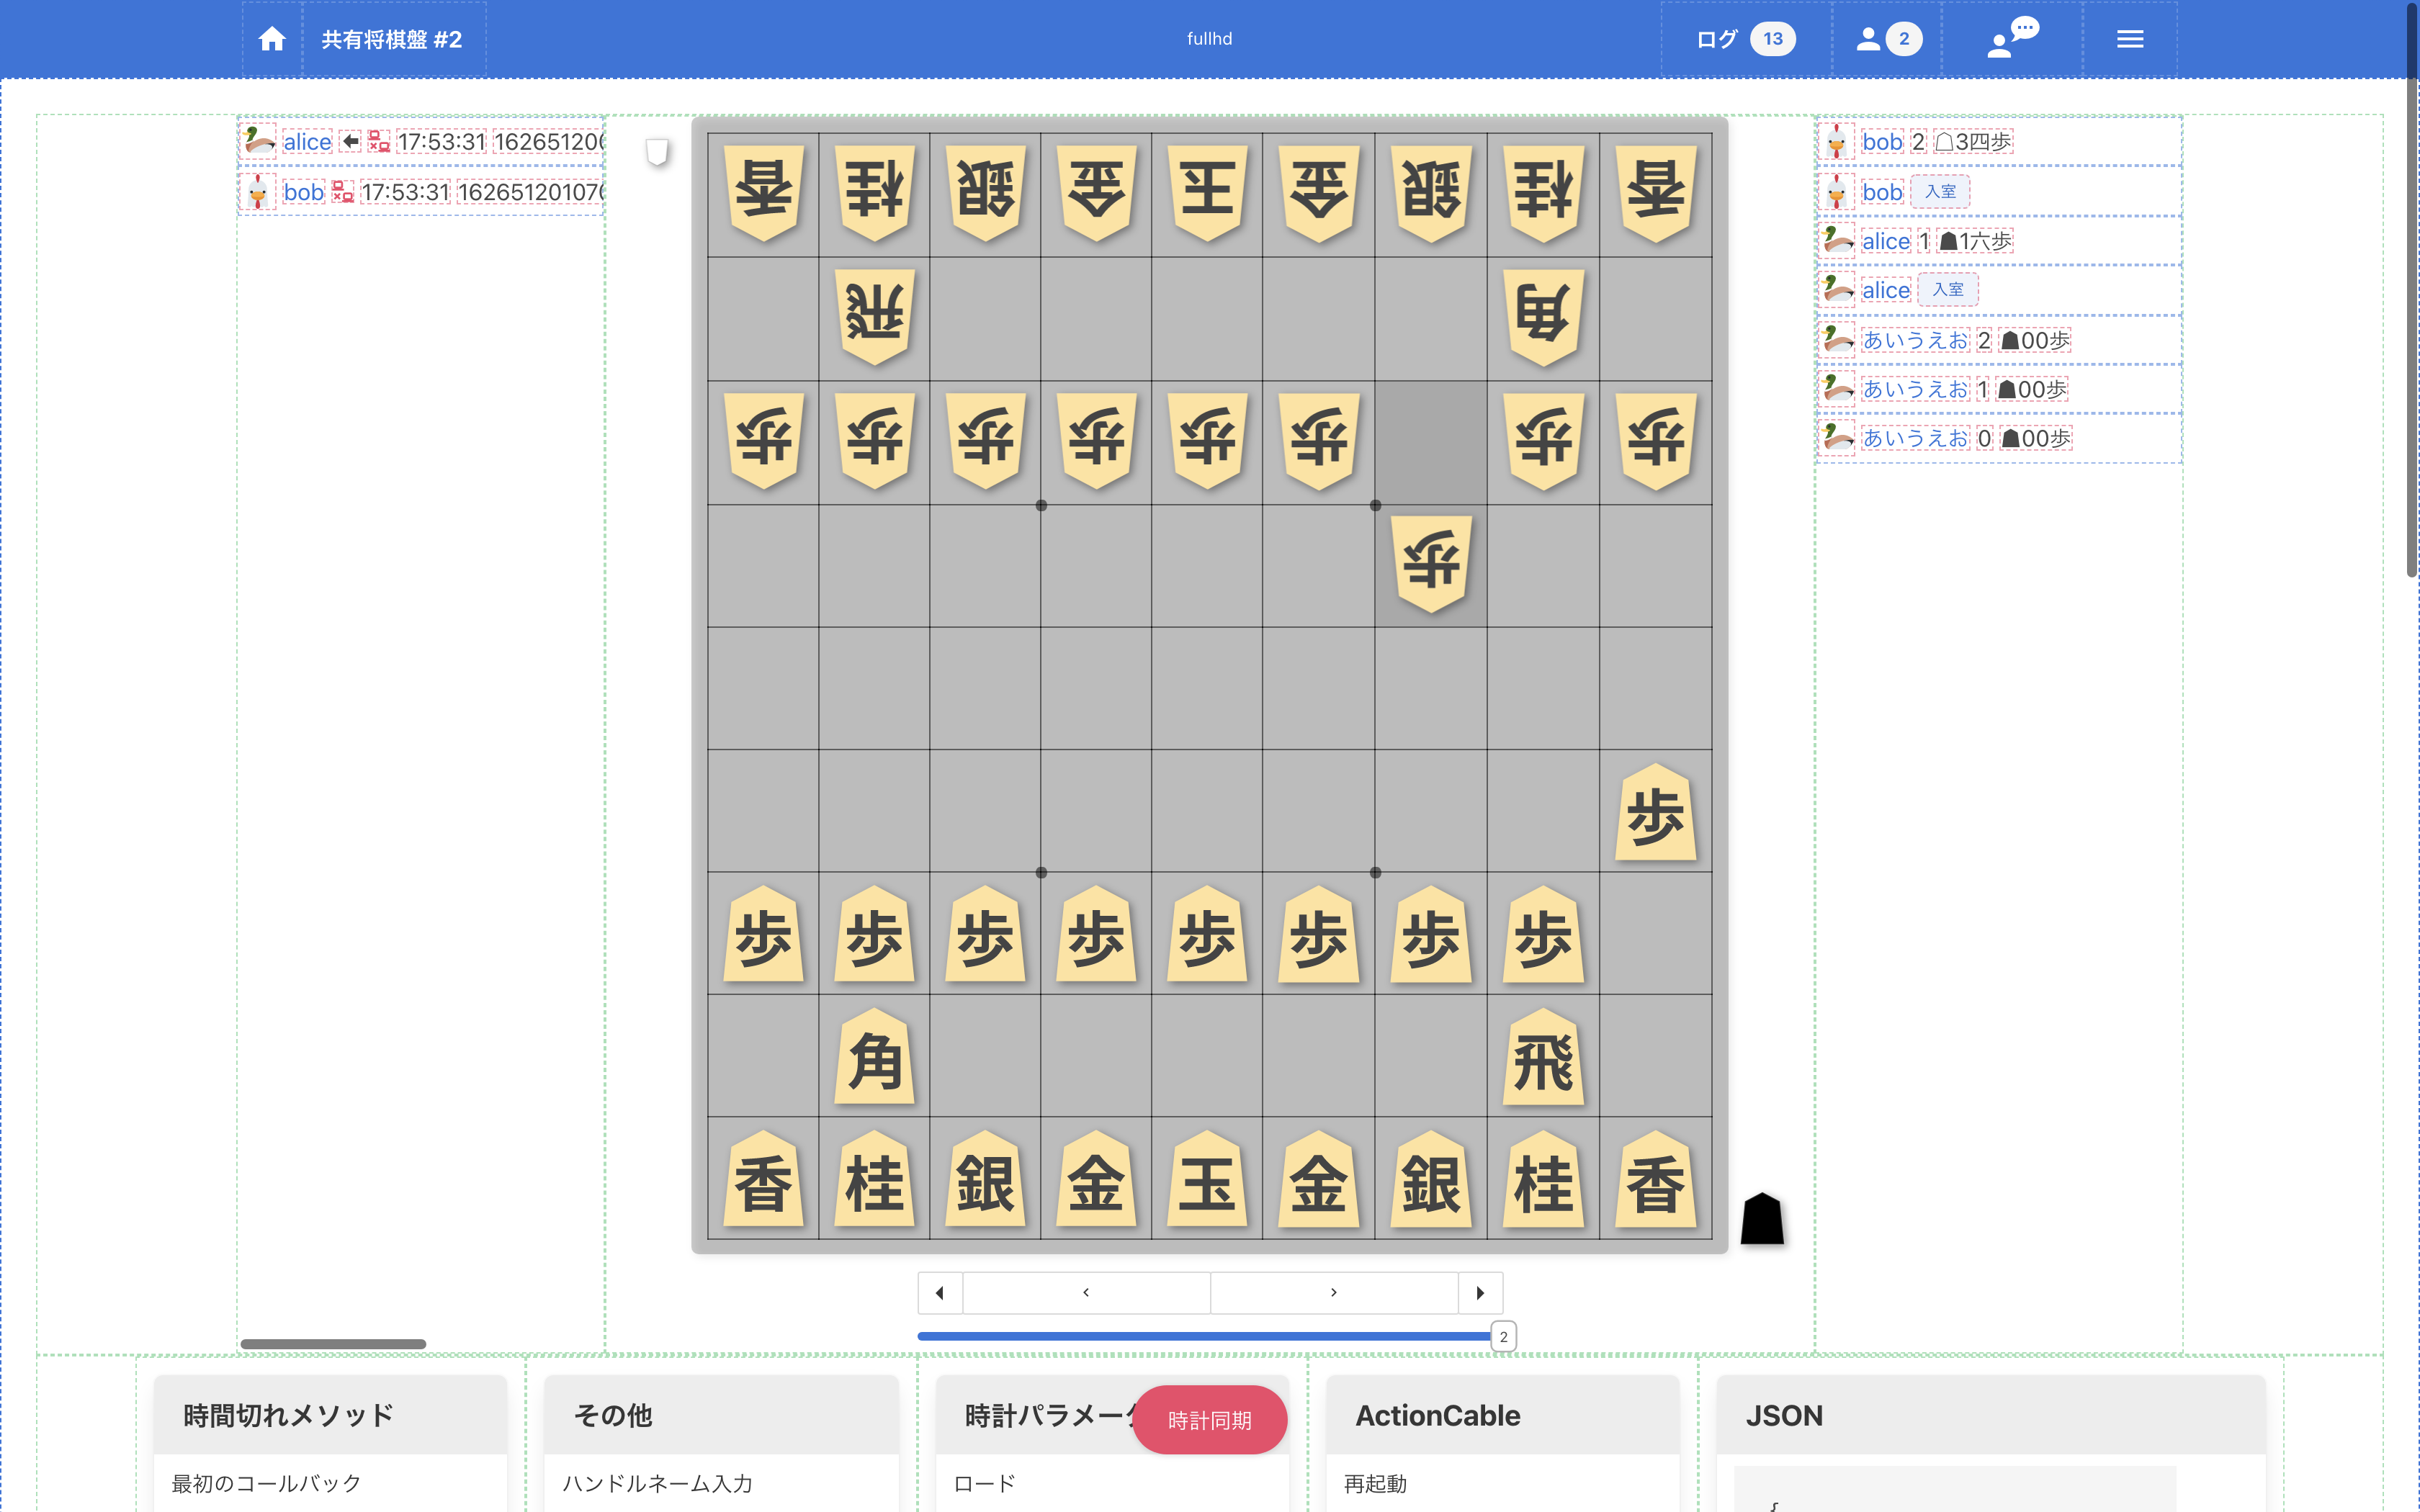 共有将棋盤 #2
fullhd
ログ 13
2
alice 17:53:31
bob 17:53:31
香 桂 銀 金 玉 金 銀 桂 香
飛 角
歩 歩 歩 歩 歩 歩 歩 歩
歩
歩
歩 歩 歩 歩 歩 歩 歩 歩
角 飛
香 桂 銀 金 玉 金 銀 桂 香
2
bob 2 ☖3四歩
bob 入室
alice 1 ☗1六歩
alice 入室
あいうえお 2 ☗00歩
あいうえお 1 ☗00歩
あいうえお 0 ☗00歩
時間切れメソッド
最初のコールバック
その他
ハンドルネーム入力
時計パラメー
時計同期
ロード
ActionCable
再起動
JSON
{